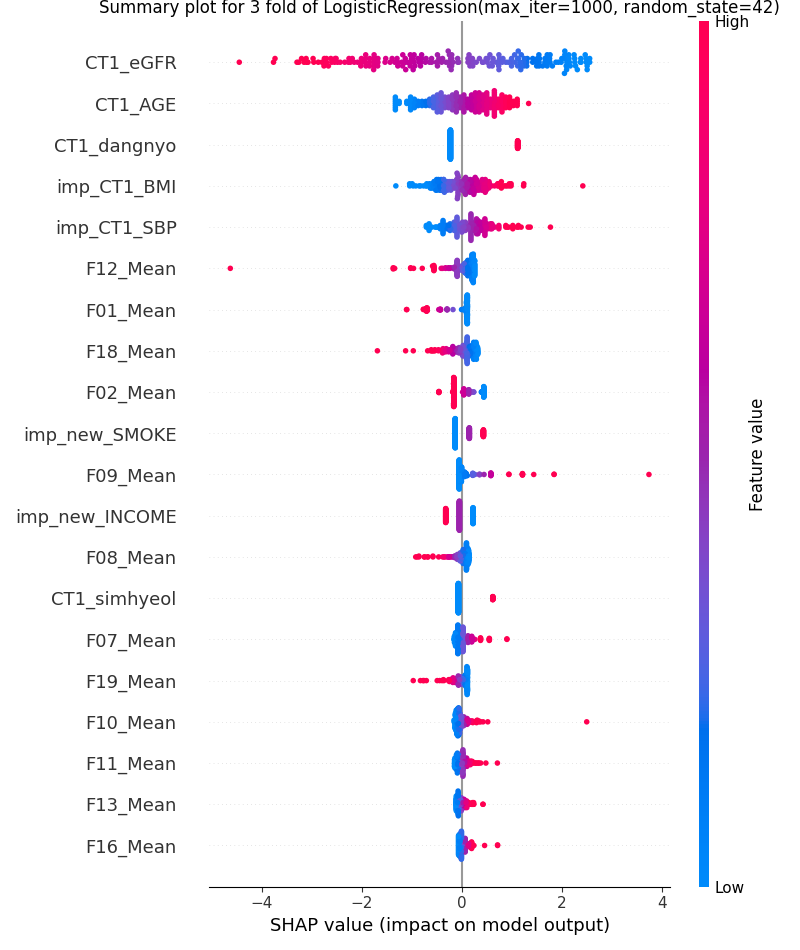 Summary plot for 3 fold of LogisticRegression(max_iter=1000, random_state=42)
High
CT1_eGFR
CT1_AGE
CT1_dangnyo
imp_CT1_BMI
imp_CT1_SBP
F12_Mean
F01_Mean
F18_Mean
F02_Mean
imp_new_SMOKE
F09_Mean
imp_new_INCOME
F08_Mean
CT1_simhyeol
F07_Mean
F19_Mean
F10_Mean
F11_Mean
F13_Mean
F16_Mean
Feature value
Low
−4 −2 0 2 4
SHAP value (impact on model output)